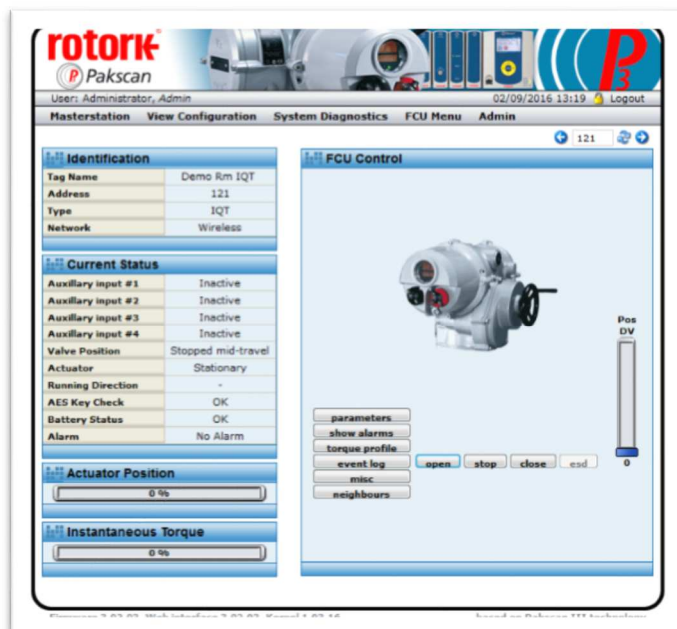 rotork
Pakscan
P3
User: Administrator, Admin 02/09/2016 13:19 Logout
Masterstation View Configuration System Diagnostics FCU Menu Admin
121
Identification
Tag Name Demo Rm IQT
Address 121
Type IQT
Network Wireless
Current Status
Auxillary input #1 Inactive
Auxillary input #2 Inactive
Auxillary input #3 Inactive
Auxillary input #4 Inactive
Valve Position Stopped mid-travel
Actuator Stationary
Running Direction -
AES Key Check OK
Battery Status OK
Alarm No Alarm
Actuator Position
0 %
Instantaneous Torque
0 %
FCU Control
Pos
DV
0
parameters
show alarms
torque profile
event log open stop close esd
misc
neighbours